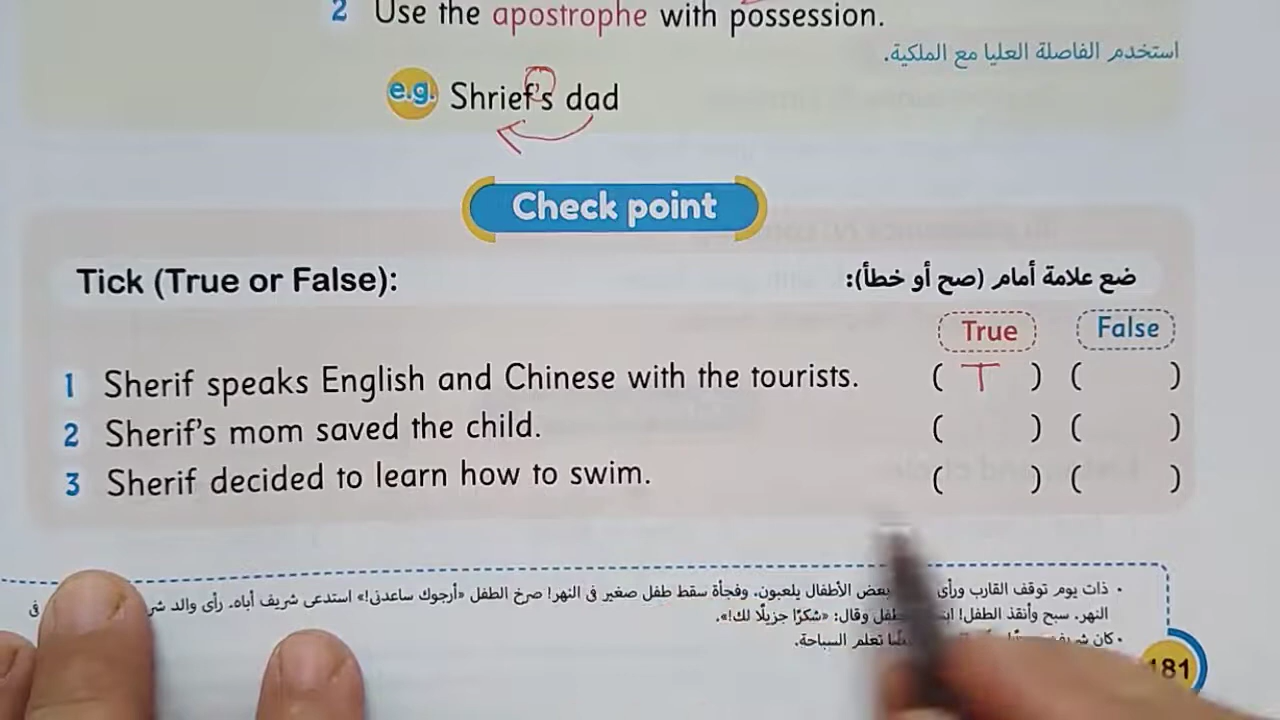 2 Use the apostrophe with possession.
استخدم الفاصلة العليا مع الملكية.
e.g. Shrief's dad
Check point
Tick (True or False):
ضع علامة أمام (صح أو خطأ):
True False
1 Sherif speaks English and Chinese with the tourists. ( T ) ( )
2 Sherif's mom saved the child. ( ) ( )
3 Sherif decided to learn how to swim. ( ) ( )
• ذات يوم توقف القارب ورأى بعض الأطفال يلعبون. وفجأة سقط طفل صغير فى النهر! صرخ الطفل «أرجوك ساعدنى!» استدعى شريف أباه. رأى والد فى
النهر. سبح وأنقذ الطفل! الطفل وقال: «شكرًا جزيلًا لك!».
• كان تعلم السباحة.
181